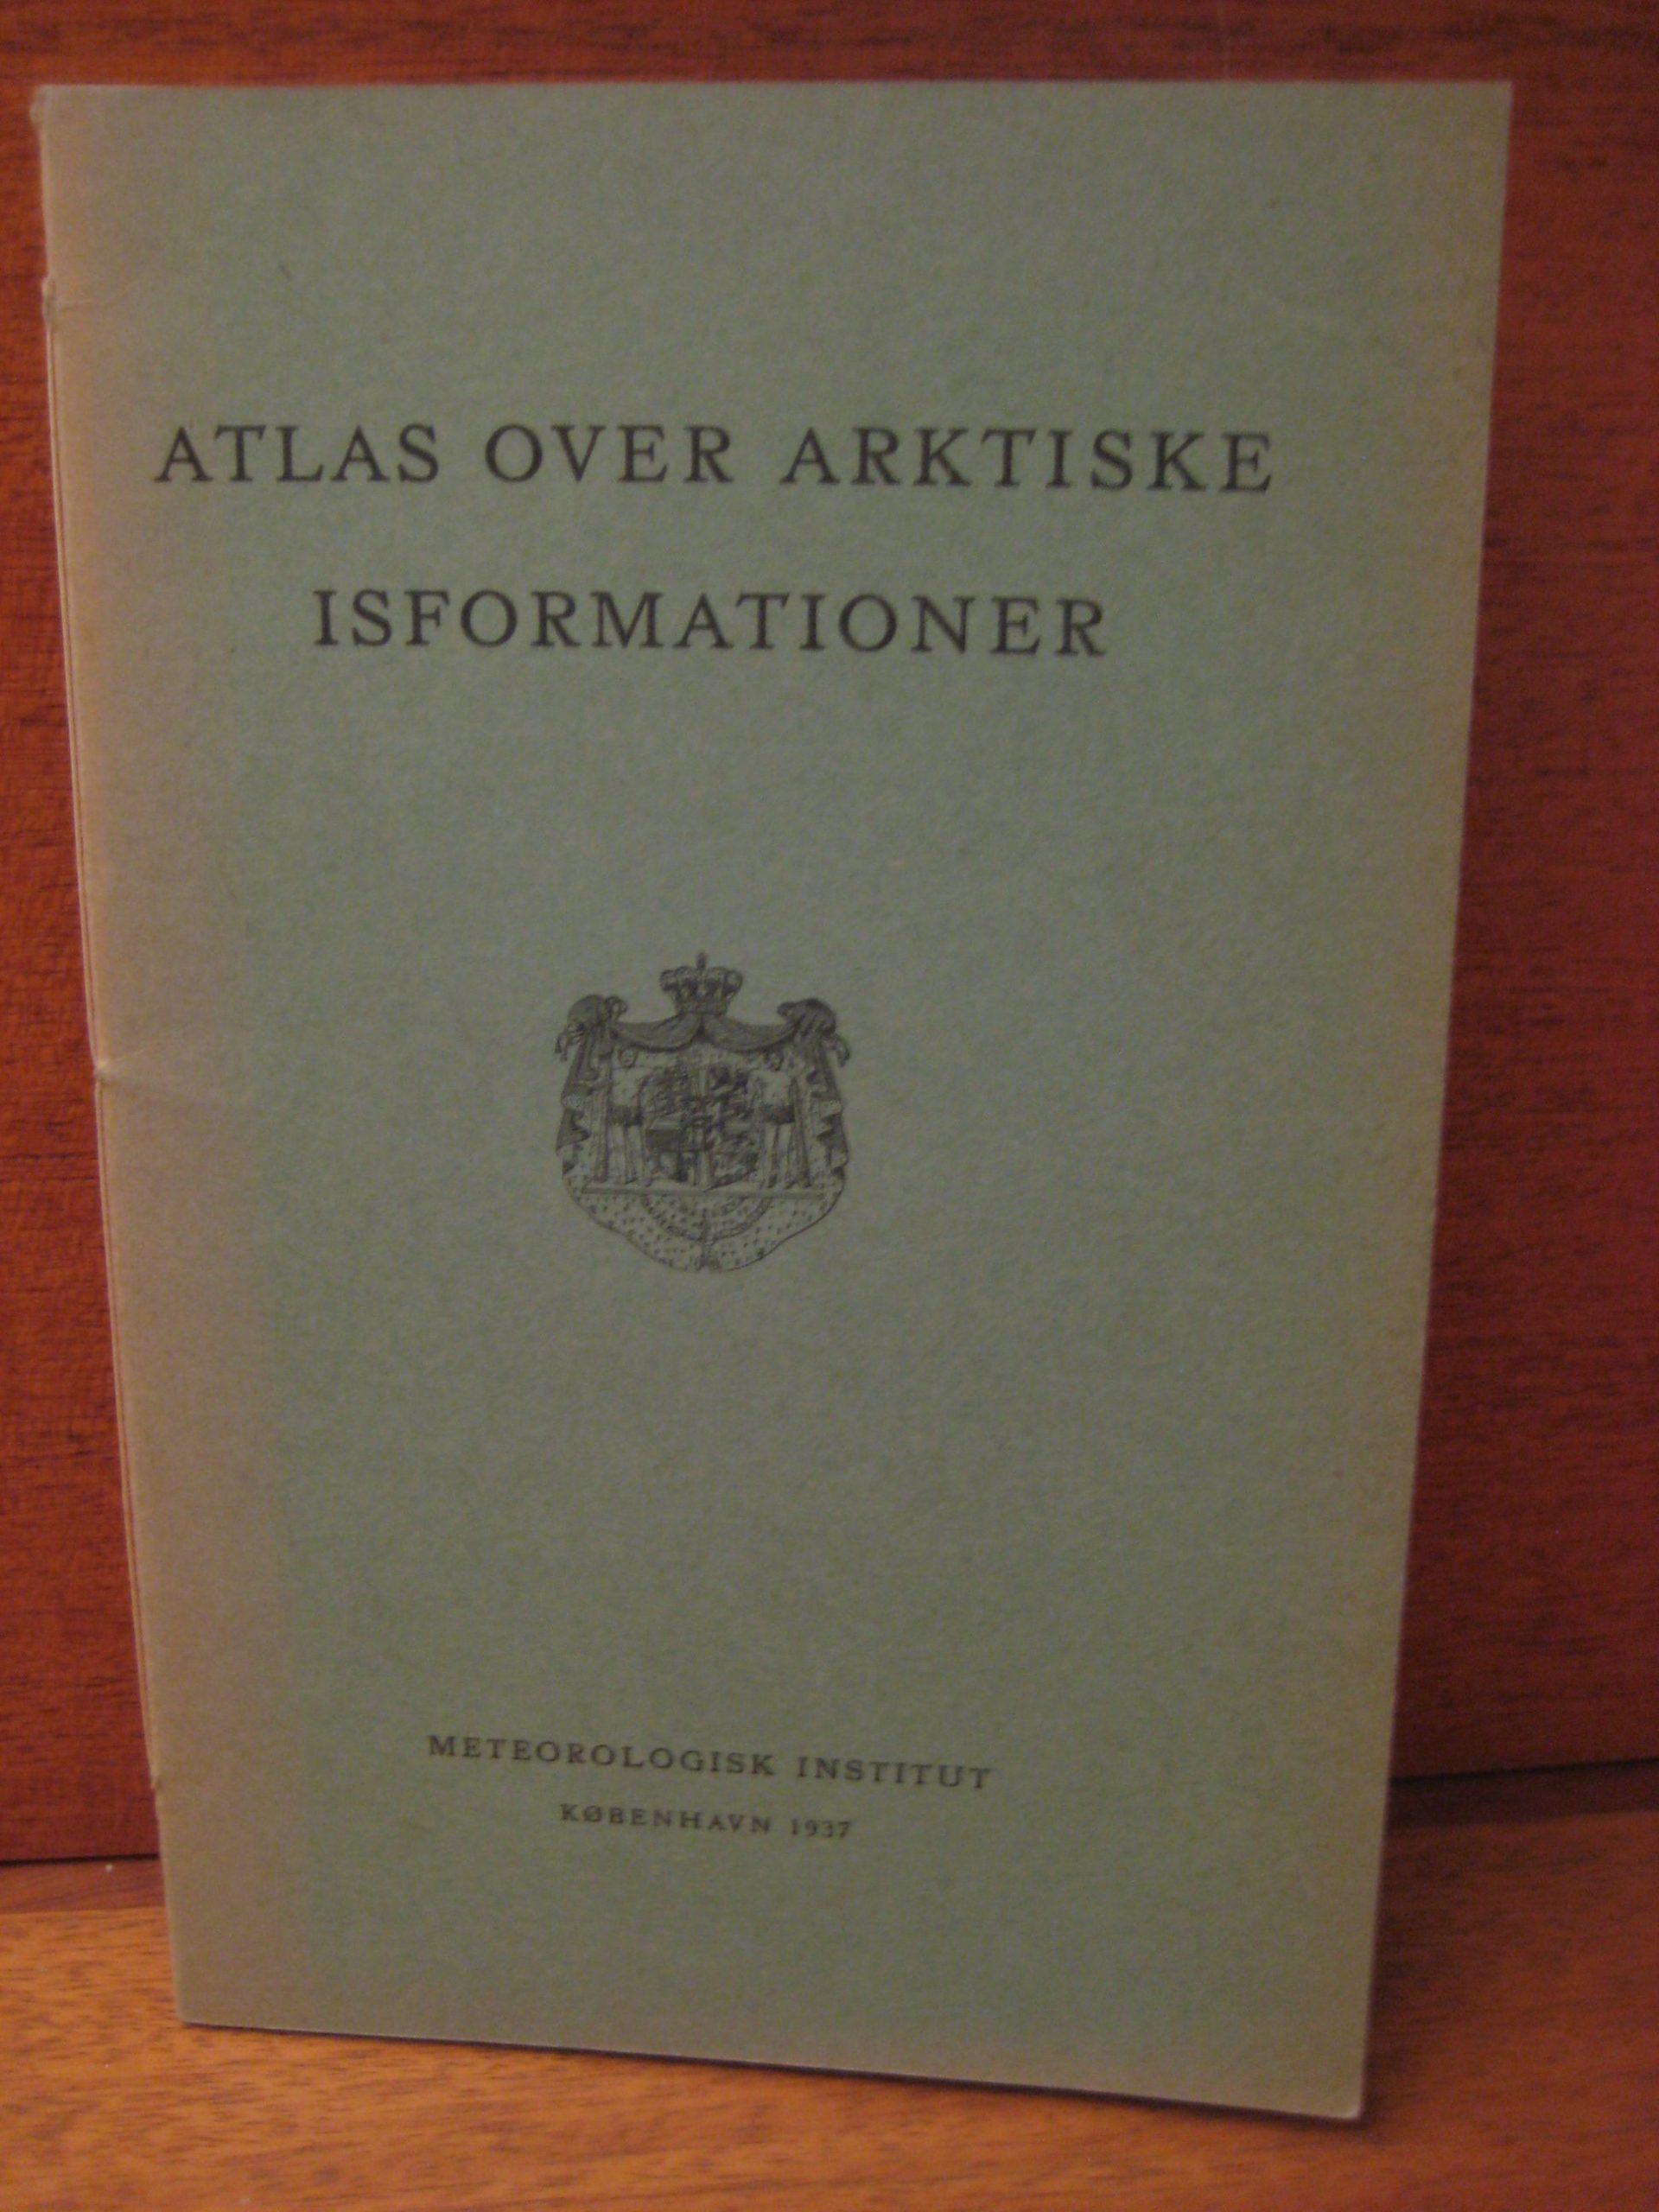 ATLAS OVER ARKTISKE
ISFORMATIONER
METEOROLOGISK INSTITUT
KØBENHAVN 1937